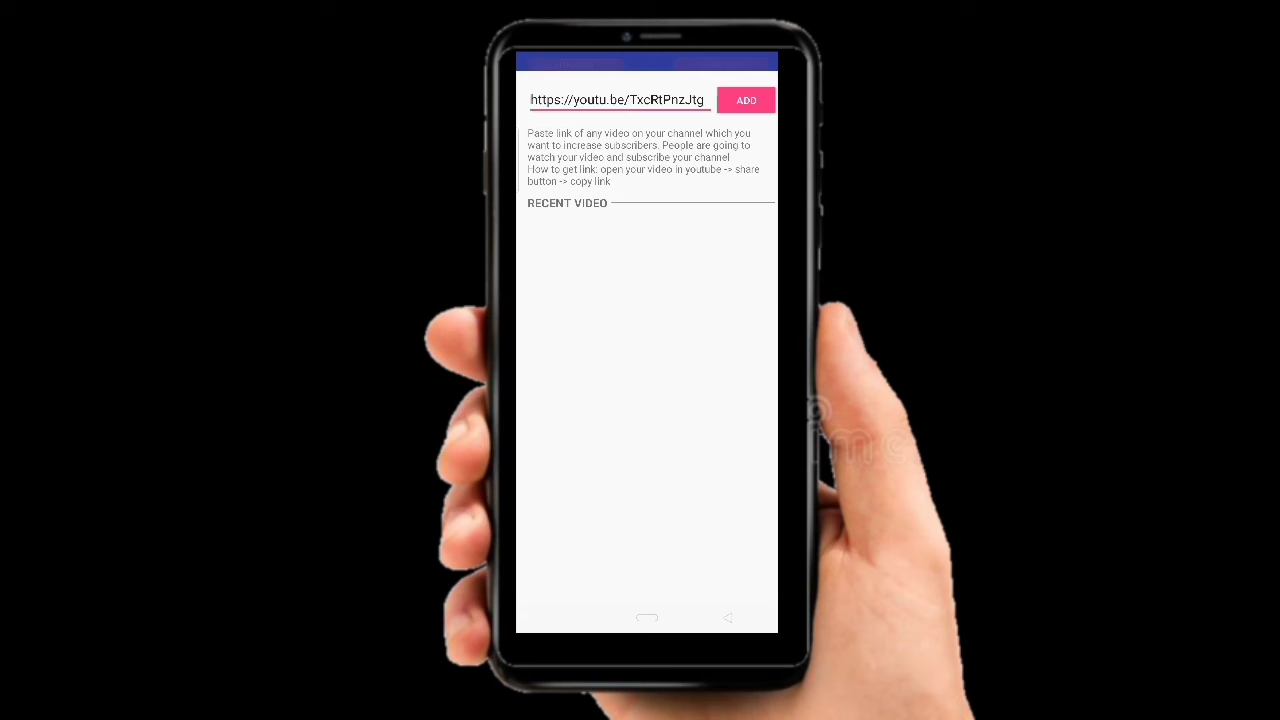 https://youtu.be/TxcRtPnzJtg
ADD
Paste link of any video on your channel which you
want to increase subscribers. People are going to
watch your video and subscribe your channel
How to get link: open your video in youtube -> share
button -> copy link
RECENT VIDEO